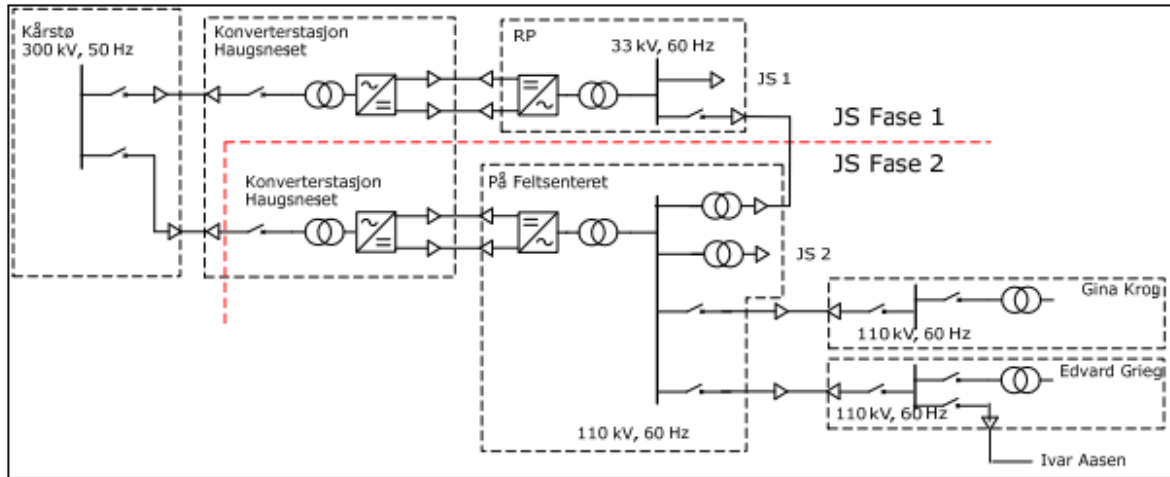 Kårstø
300 kV, 50 Hz
Konverterstasjon
Haugsneset
RP
33 kV, 60 Hz
JS 1
JS Fase 1
JS Fase 2
Konverterstasjon
Haugsneset
På Feltsenteret
JS 2
110 kV, 60 Hz
Gina Krog
110 kV, 60 Hz
Edvard Grieg
110 kV, 60 Hz
Ivar Aasen